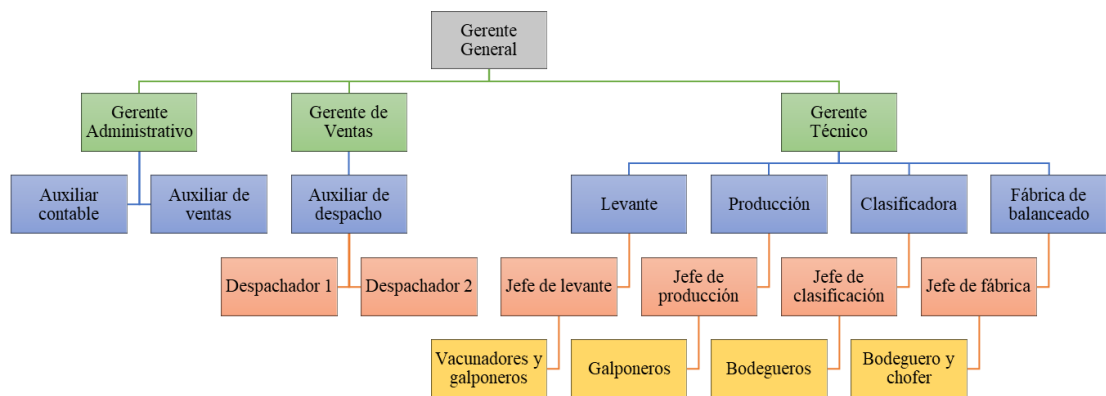 Gerente
General
Gerente
Administrativo
Gerente de
Ventas
Gerente
Técnico
Auxiliar
contable
Auxiliar de
ventas
Auxiliar de
despacho
Levante
Producción
Clasificadora
Fábrica de
balanceado
Despachador 1
Despachador 2
Jefe de levante
Jefe de
producción
Jefe de
clasificación
Jefe de fábrica
Vacunadores y
galponeros
Galponeros
Bodegueros
Bodeguero y
chofer